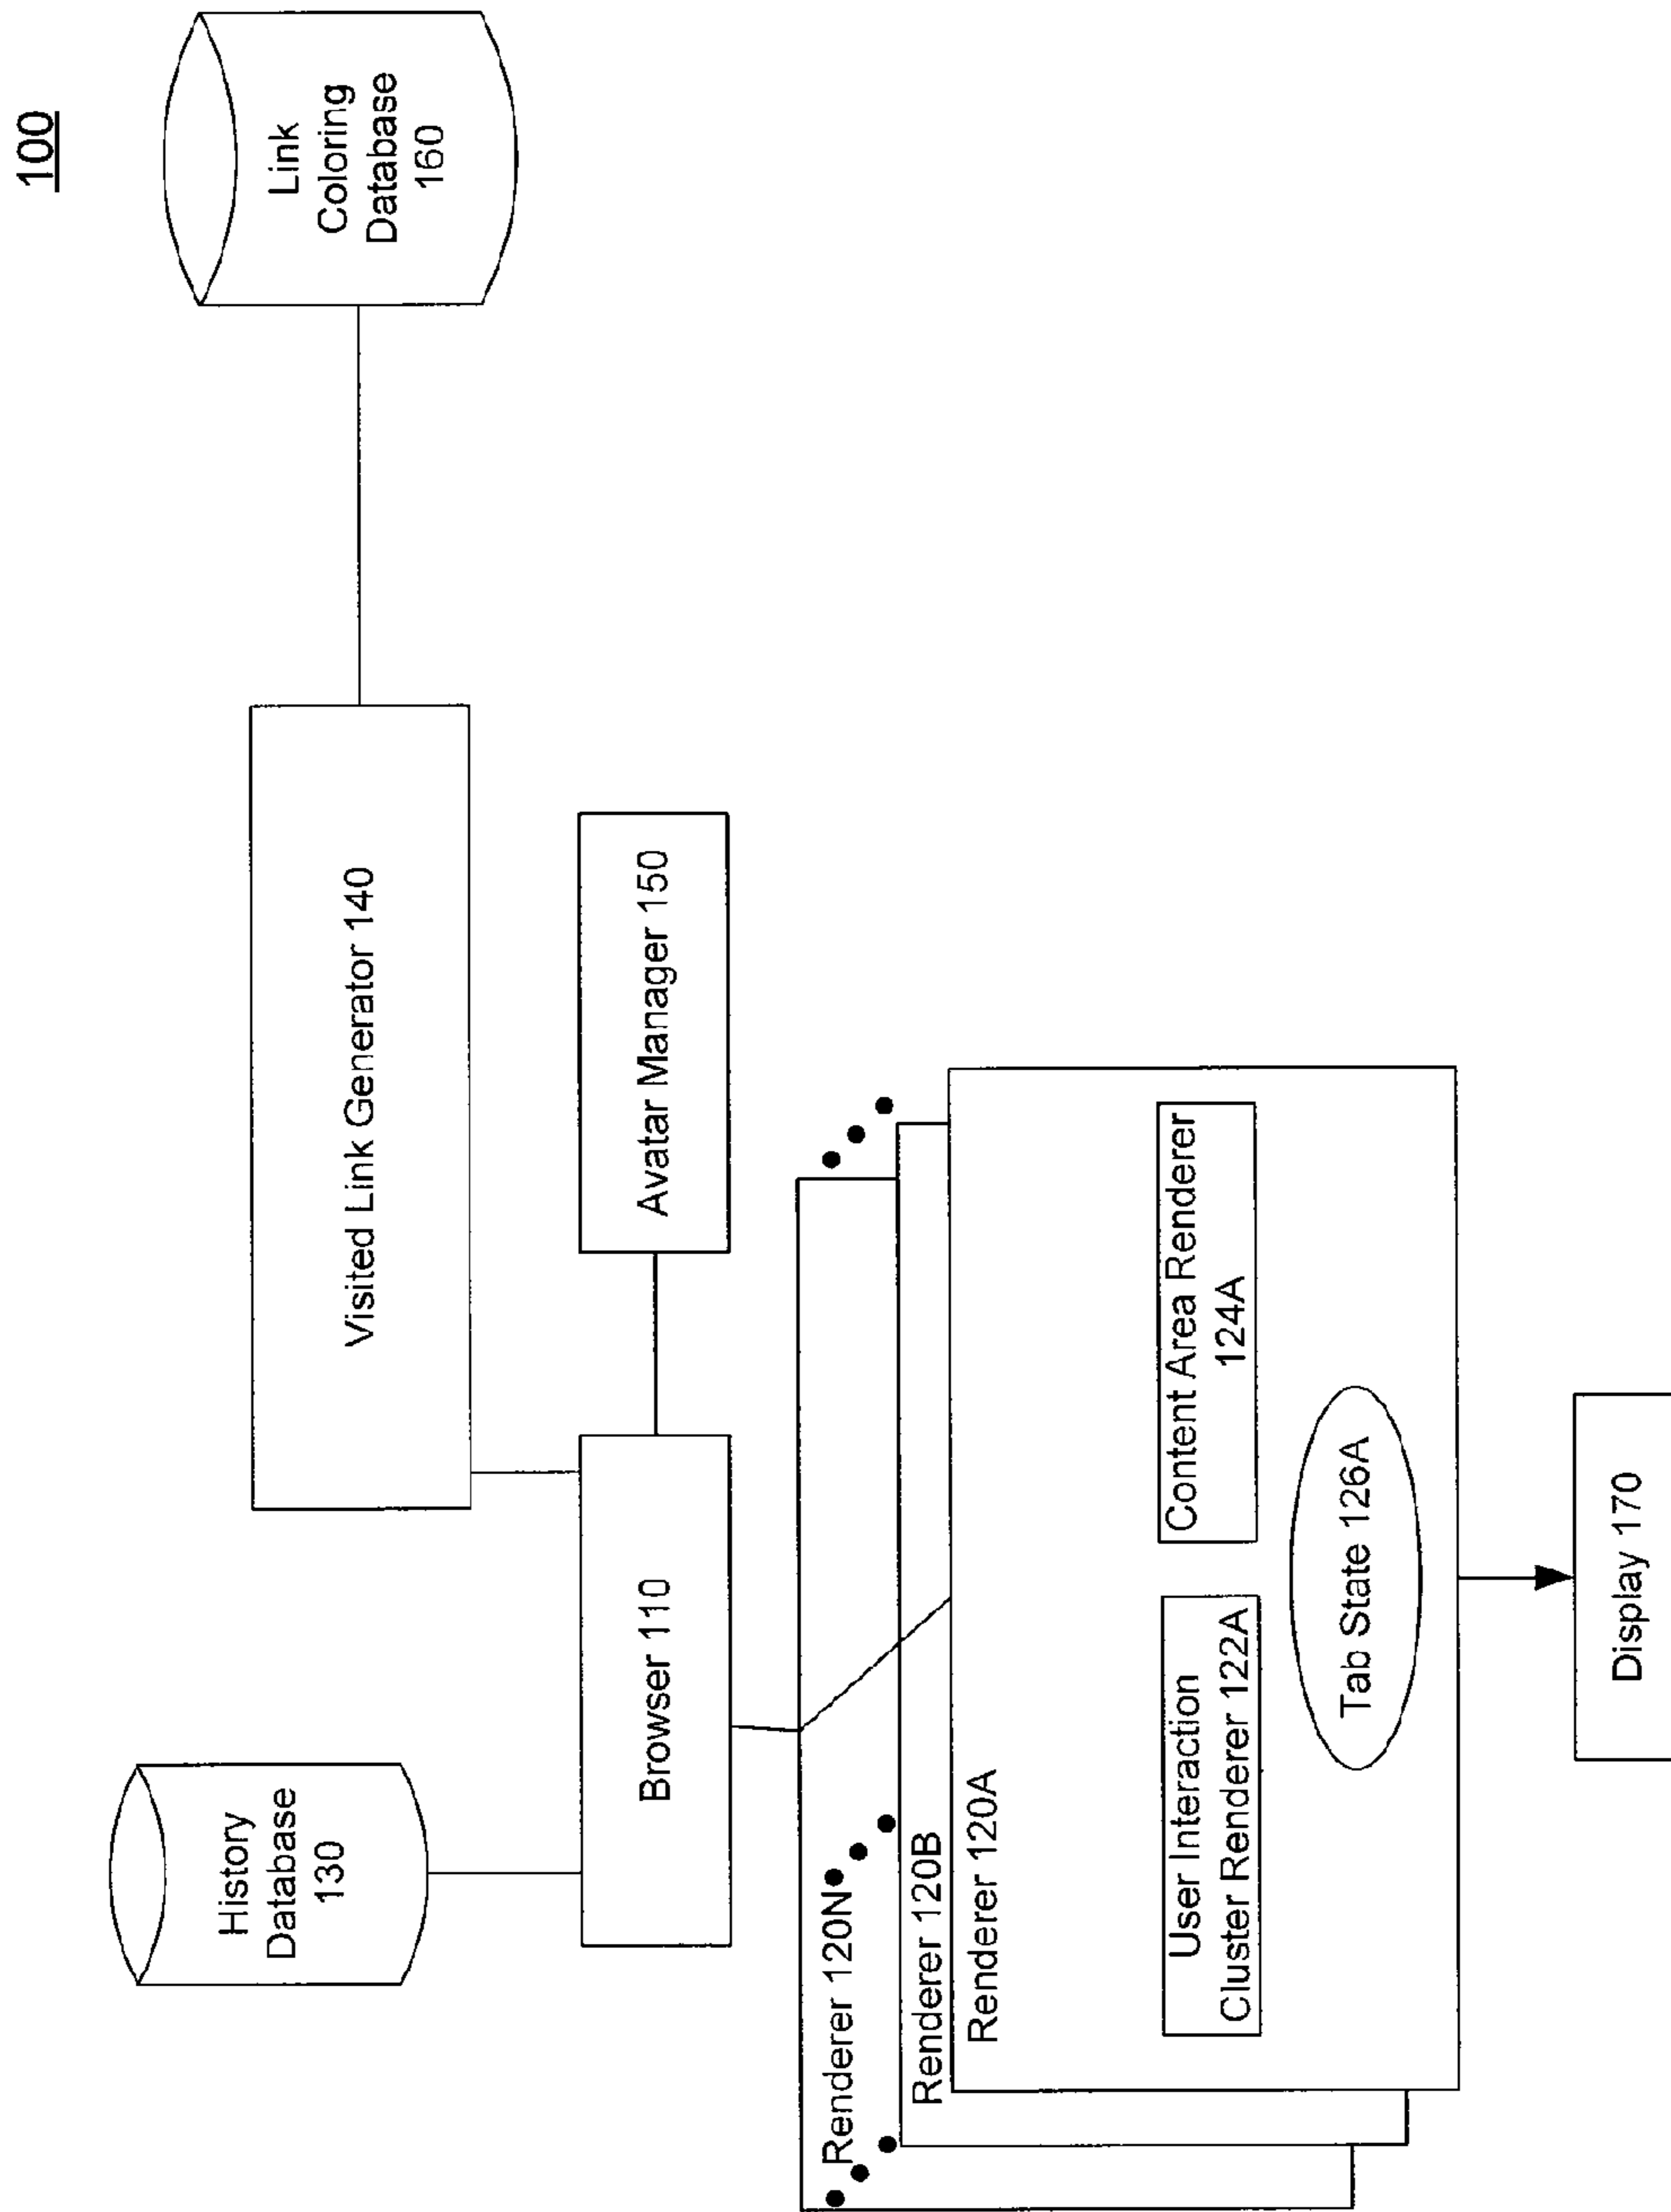 100
History
Database
130
Visited Link Generator 140
Link
Coloring
Database
160
Browser 110
Avatar Manager 150
Renderer 120N
Renderer 120B
Renderer 120A
User Interaction
Cluster Renderer 122A
Content Area Renderer
124A
Tab State 126A
Display 170